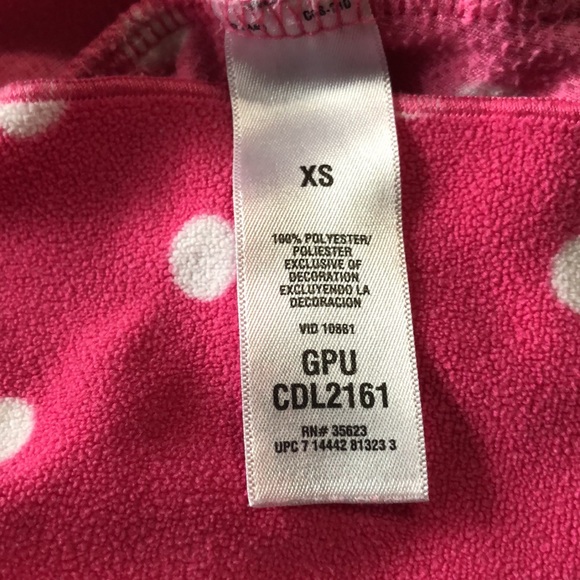 XS
100% POLYESTER/
POLIESTER
EXCLUSIVE OF
DECORATION
EXCLUYENDO LA
DECORACION
VID 10861
GPU
CDL2161
RN# 35623
UPC 7 14442 81323 3